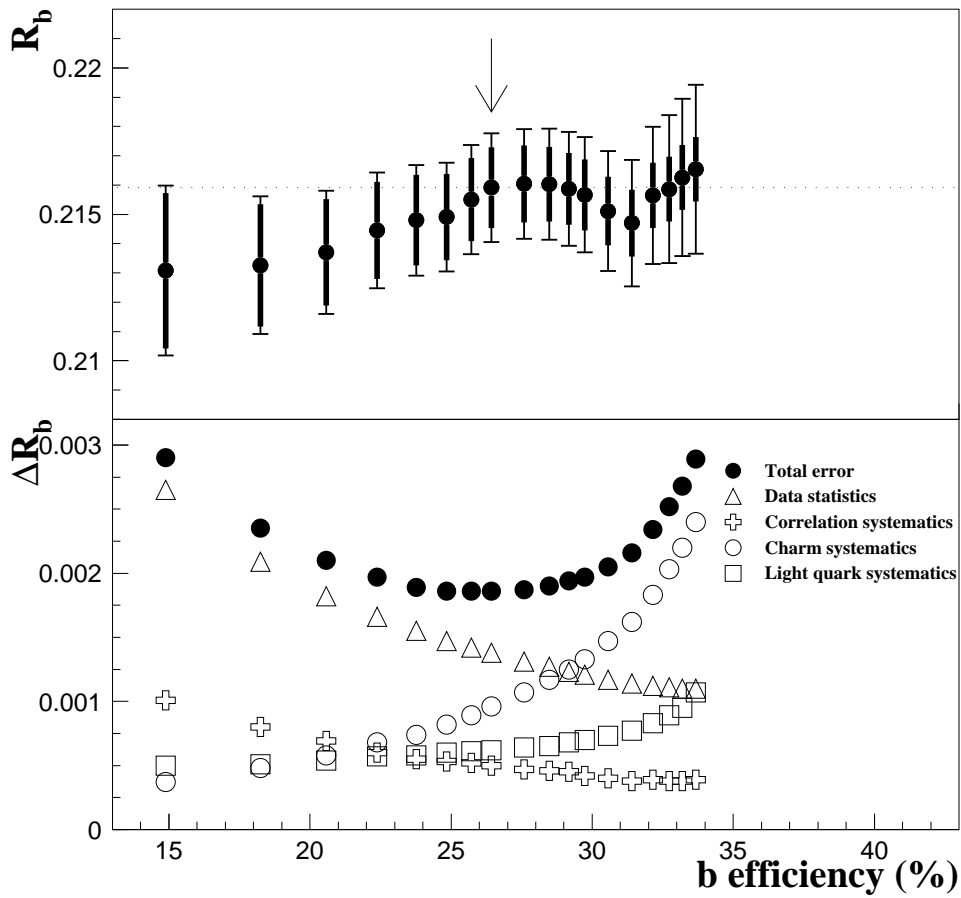 R_b
0.22
0.215
0.21
ΔR_b
0.003
0.002
0.001
0
Total error
Data statistics
Correlation systematics
Charm systematics
Light quark systematics
15 20 25 30 35 40
b efficiency (%)